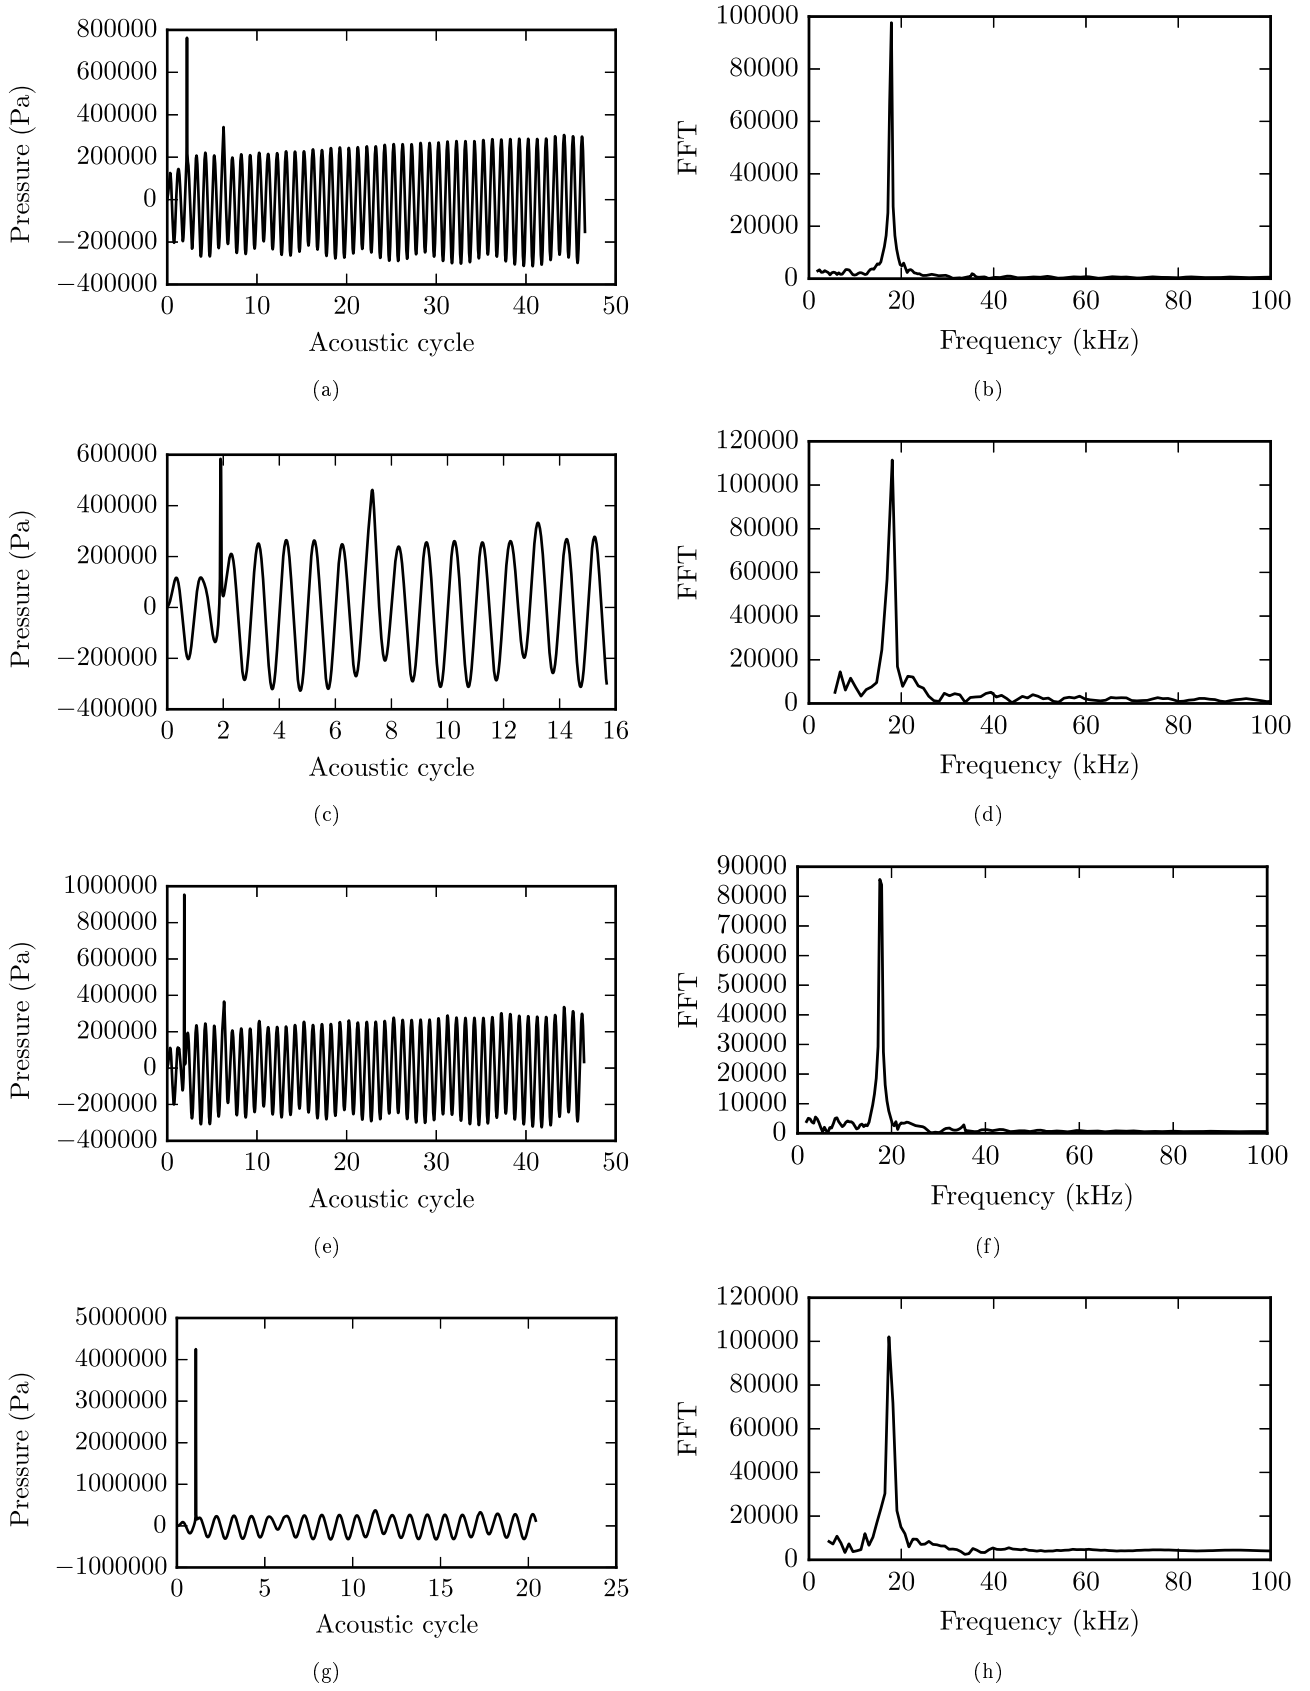 800000
600000
400000
200000
0
−200000
−400000
Pressure (Pa)
0 10 20 30 40 50
Acoustic cycle
(a)
100000
80000
60000
40000
20000
0
FFT
0 20 40 60 80 100
Frequency (kHz)
(b)
600000
400000
200000
0
−200000
−400000
Pressure (Pa)
0 2 4 6 8 10 12 14 16
Acoustic cycle
(c)
120000
100000
80000
60000
40000
20000
0
FFT
0 20 40 60 80 100
Frequency (kHz)
(d)
1000000
800000
600000
400000
200000
0
−200000
−400000
Pressure (Pa)
0 10 20 30 40 50
Acoustic cycle
(e)
90000
80000
70000
60000
50000
40000
30000
20000
10000
0
FFT
0 20 40 60 80 100
Frequency (kHz)
(f)
5000000
4000000
3000000
2000000
1000000
0
−1000000
Pressure (Pa)
0 5 10 15 20 25
Acoustic cycle
(g)
120000
100000
80000
60000
40000
20000
0
FFT
0 20 40 60 80 100
Frequency (kHz)
(h)